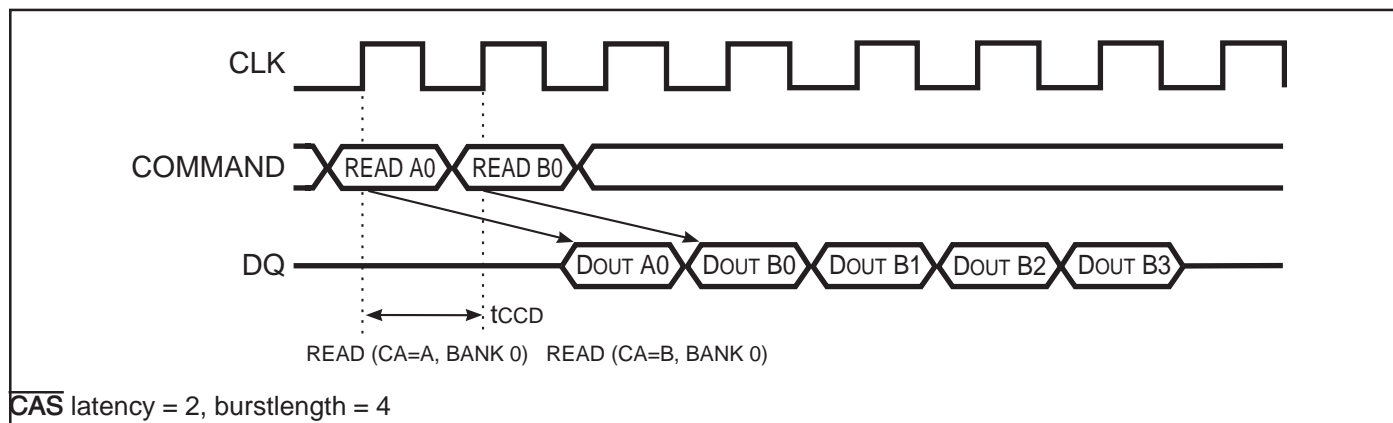 CLK
COMMAND
READ A0 READ B0
DQ
DOUT A0 DOUT B0 DOUT B1 DOUT B2 DOUT B3
tCCD
READ (CA=A, BANK 0) READ (CA=B, BANK 0)
CAS latency = 2, burstlength = 4